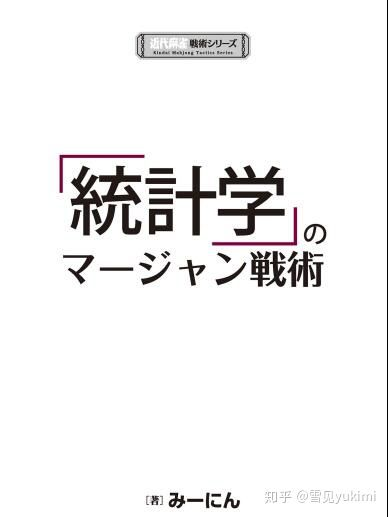 近代麻雀戦術シリーズ
Kindai Mahjong Tactics Series
「統計学」の
マージャン戦術
[著] みーにん
知乎 @雪见yukimi